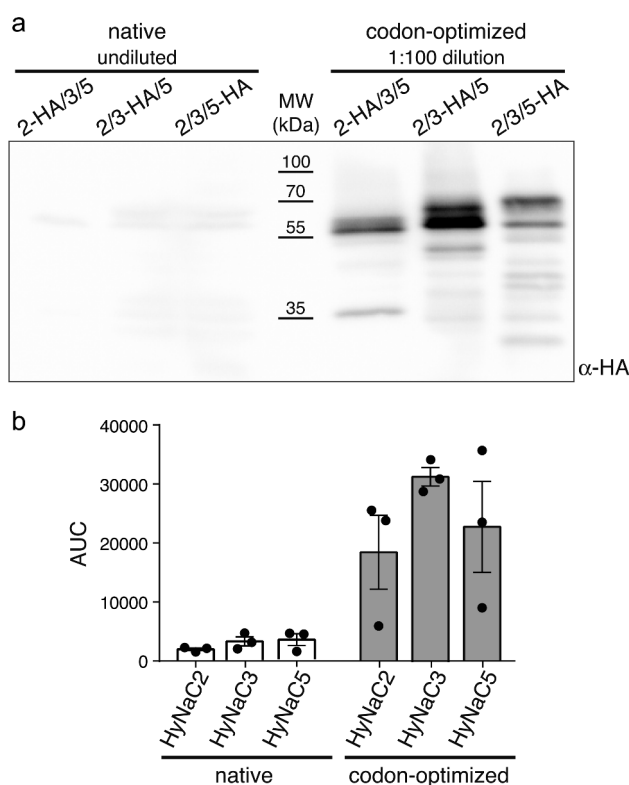 a
native
undiluted
codon-optimized
1:100 dilution
2-HA/3/5
2/3-HA/5
2/3/5-HA
MW
(kDa)
2-HA/3/5
2/3-HA/5
2/3/5-HA
100
70
55
35
α-HA
b
AUC
40000
30000
20000
10000
0
HyNaC2
HyNaC3
HyNaC5
HyNaC2
HyNaC3
HyNaC5
native
codon-optimized